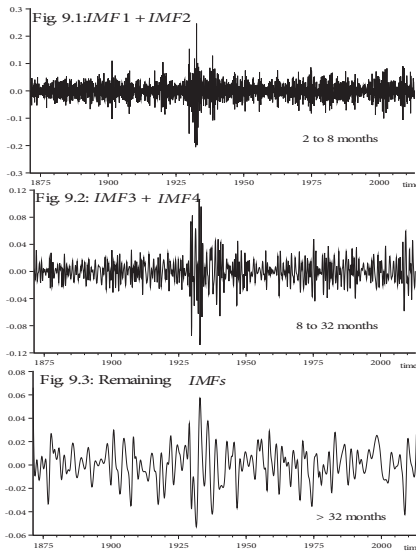 0.3
Fig. 9.1:IMF1 + IMF2
0.2
0.1
0.0
-0.1
2 to 8 months
-0.2
-0.3
1875 1900 1925 1950 1975 2000 time
0.12
Fig. 9.2: IMF3 + IMF4
0.08
0.04
0.00
-0.04
-0.08
8 to 32 months
-0.12
1875 1900 1925 1950 1975 2000 time
0.08
Fig. 9.3: Remaining IMFs
0.06
0.04
0.02
0.00
-0.02
-0.04
> 32 months
-0.06
1875 1900 1925 1950 1975 2000 time